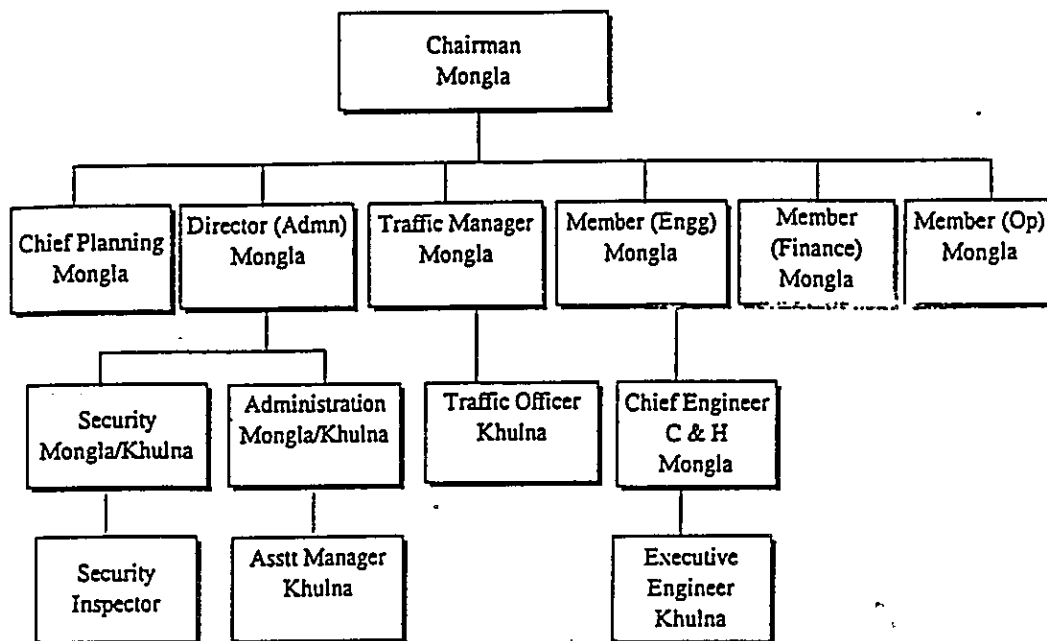 Chairman
Mongla
Chief Planning
Mongla
Director (Admn)
Mongla
Traffic Manager
Mongla
Member (Engg)
Mongla
Member
(Finance)
Mongla
Member (Op)
Mongla
Security
Mongla/Khulna
Administration
Mongla/Khulna
Traffic Officer
Khulna
Chief Engineer
C & H
Mongla
Security
Inspector
Asstt Manager
Khulna
Executive
Engineer
Khulna